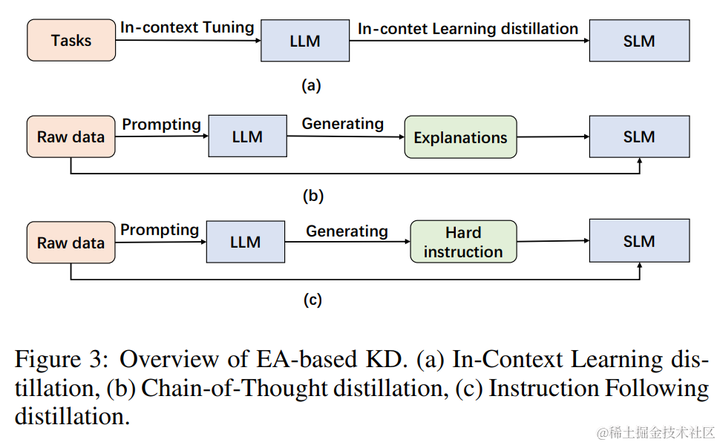 Tasks In-context Tuning LLM In-contet Learning distillation SLM
(a)
Raw data Prompting LLM Generating Explanations SLM
(b)
Raw data Prompting LLM Generating Hard instruction SLM
(c)
Figure 3: Overview of EA-based KD. (a) In-Context Learning dis-
tillation, (b) Chain-of-Thought distillation, (c) Instruction Following
distillation.
@稀土掘金技术社区